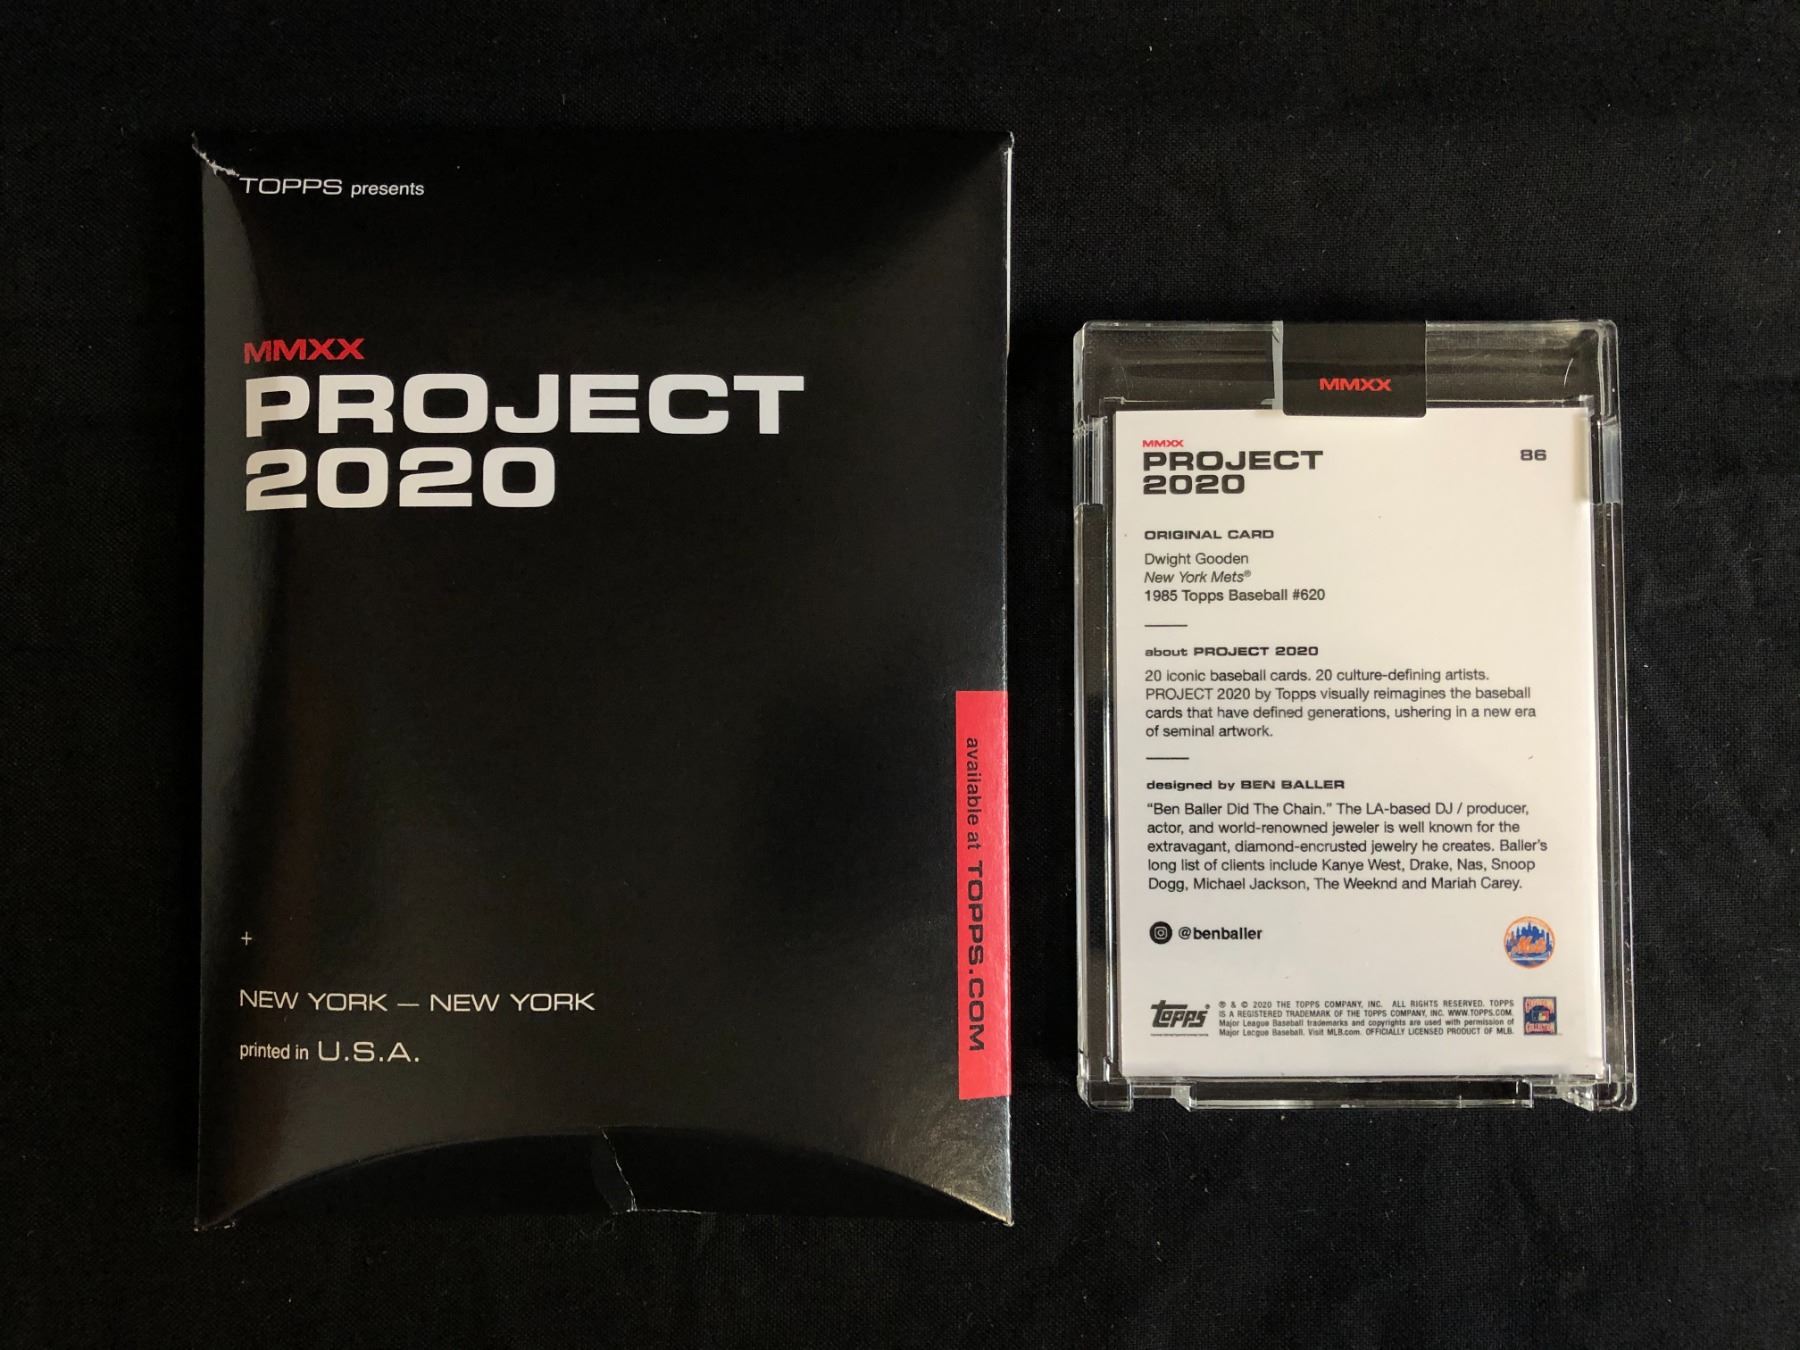 TOPPS presents
MMXX
PROJECT
2020
+
NEW YORK — NEW YORK
printed in U.S.A.
available at TOPPS.COM
MMXX
MMXX
PROJECT
2020
86
ORIGINAL CARD
Dwight Gooden
New York Mets®
1985 Topps Baseball #620
about PROJECT 2020
20 iconic baseball cards. 20 culture-defining artists.
PROJECT 2020 by Topps visually reimagines the baseball
cards that have defined generations, ushering in a new era
of seminal artwork.
designed by BEN BALLER
“Ben Baller Did The Chain.” The LA-based DJ / producer,
actor, and world-renowned jeweler is well known for the
extravagant, diamond-encrusted jewelry he creates. Baller’s
long list of clients include Kanye West, Drake, Nas, Snoop
Dogg, Michael Jackson, The Weeknd and Mariah Carey.
@benballer
Mets
Topps®
® & © 2020 THE TOPPS COMPANY, INC. ALL RIGHTS RESERVED. TOPPS
IS A REGISTERED TRADEMARK OF THE TOPPS COMPANY, INC. WWW.TOPPS.COM.
Major League Baseball trademarks and copyrights are used with permission of
Major League Baseball. Visit MLB.com. OFFICIALLY LICENSED PRODUCT OF MLB.